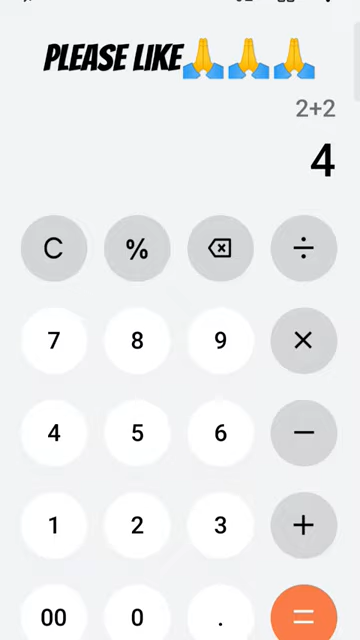 PLEASE LIKE🙏🙏🙏
2+2
4
C % ÷
7 8 9 ×
4 5 6 −
1 2 3 +
00 0 . =